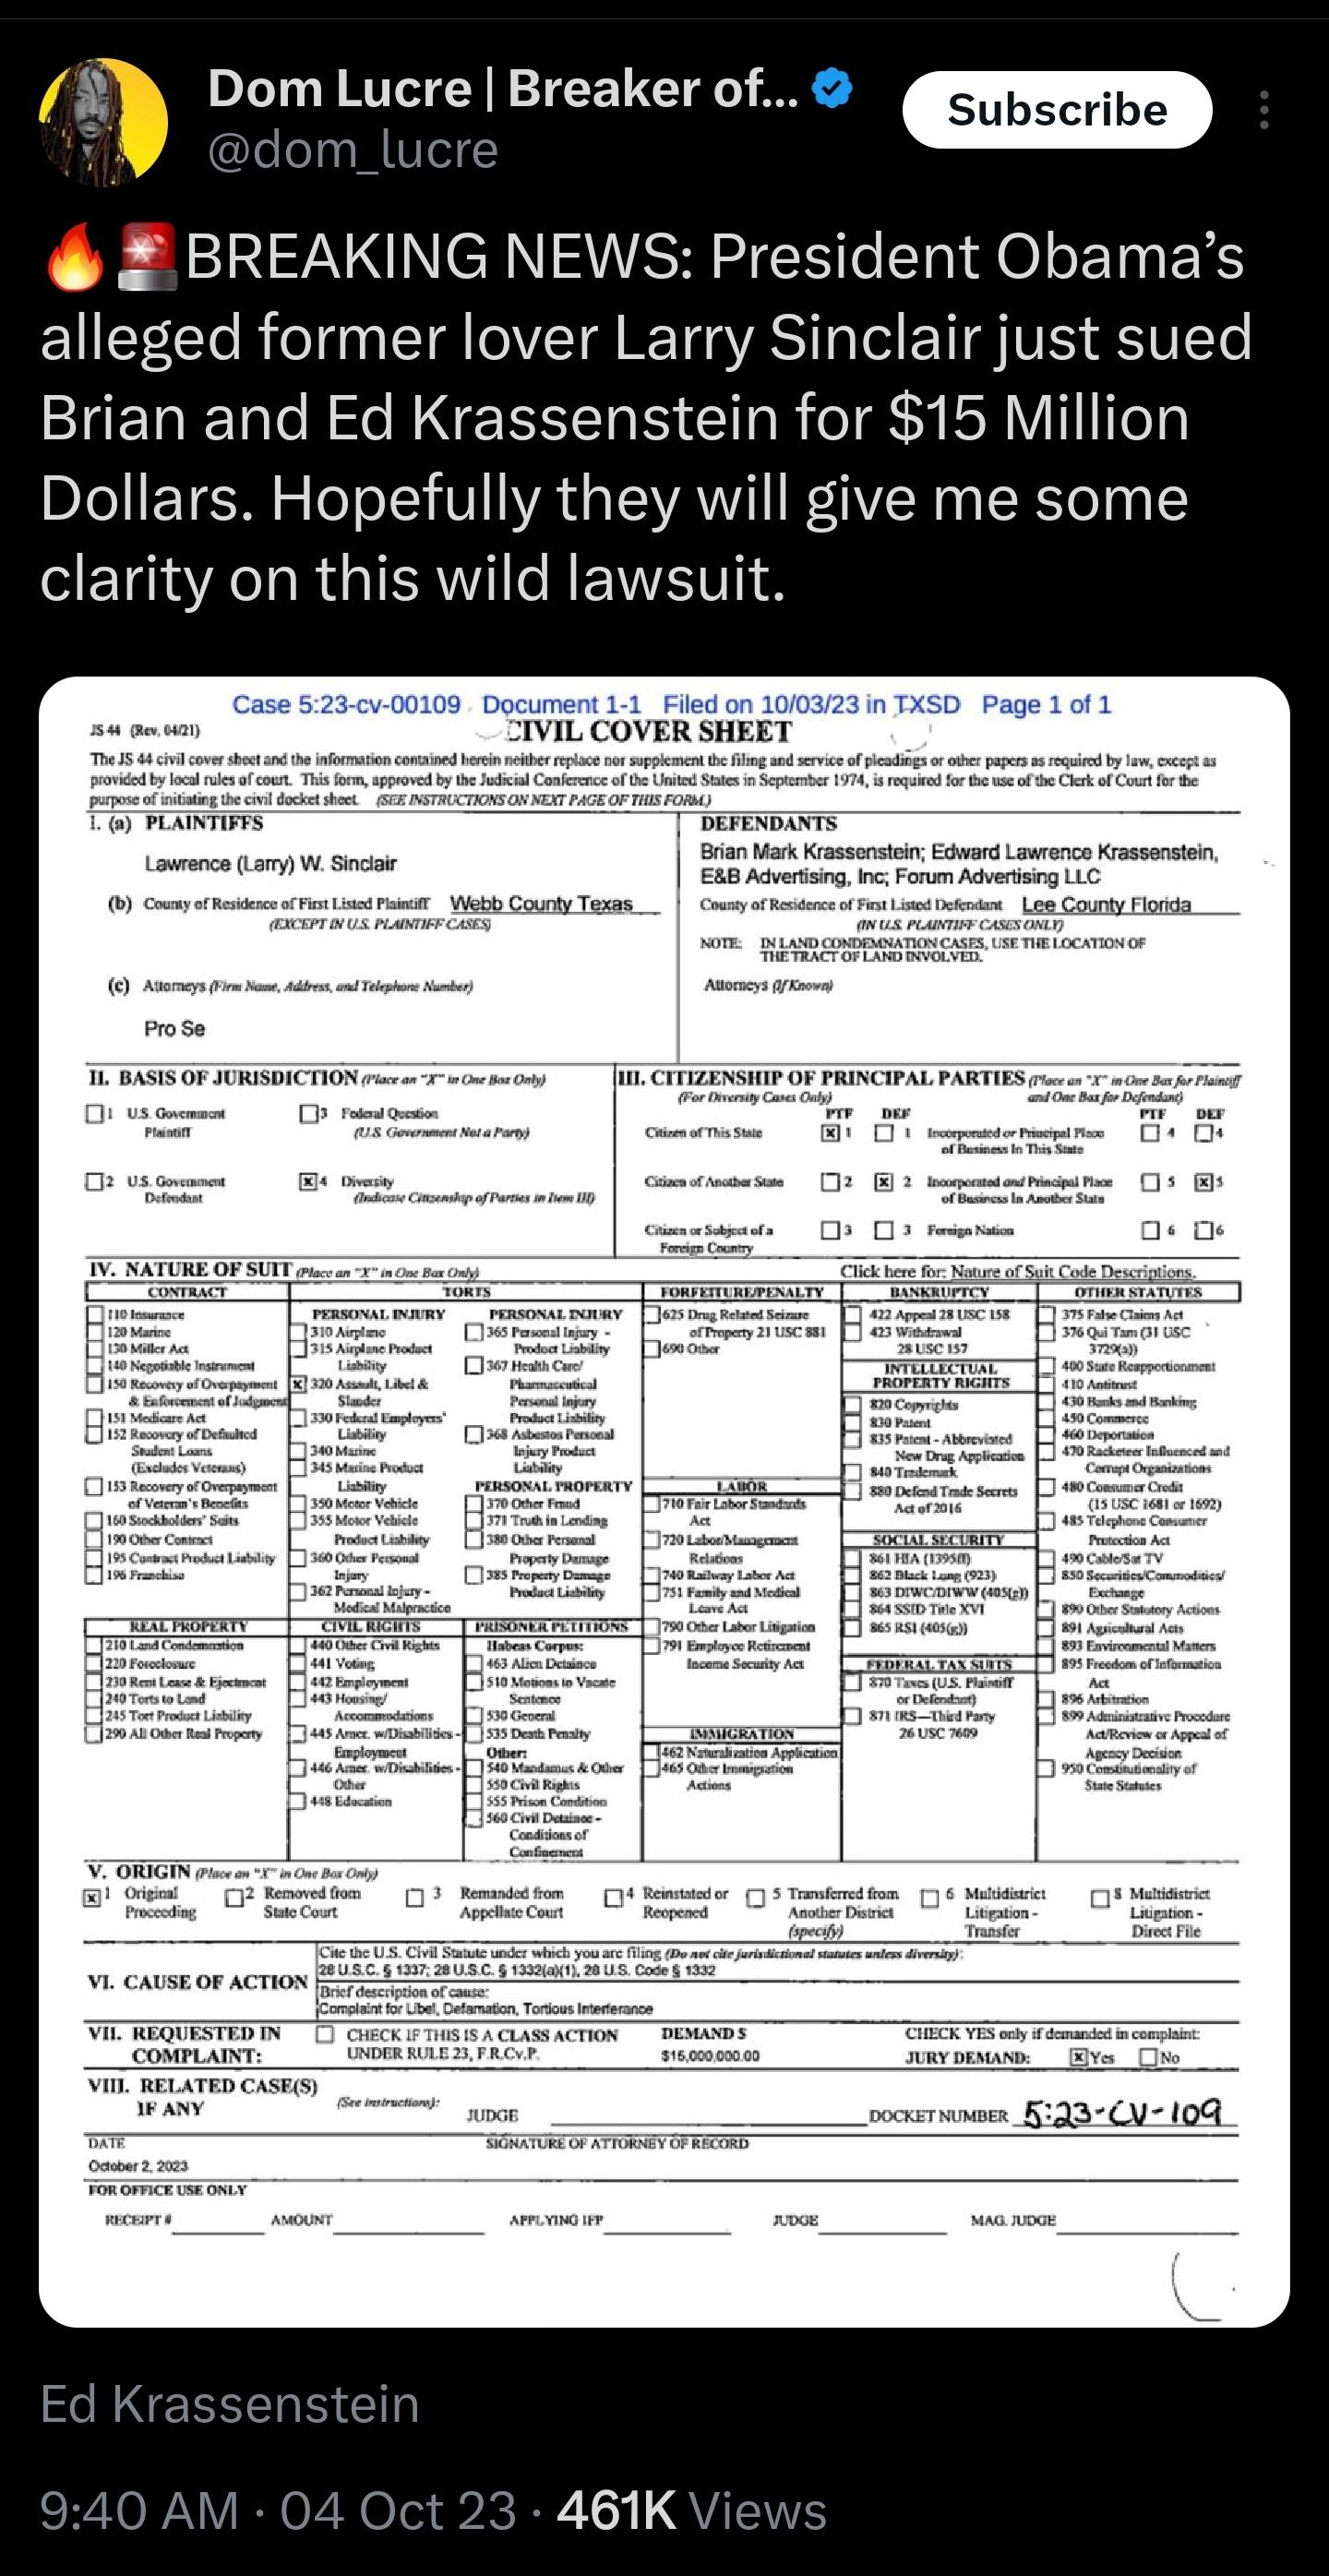 Dom Lucre | Breaker of...
@dom_lucre
Subscribe
🔥🚨BREAKING NEWS: President Obama’s
alleged former lover Larry Sinclair just sued
Brian and Ed Krassenstein for $15 Million
Dollars. Hopefully they will give me some
clarity on this wild lawsuit.
Case 5:23-cv-00109 Document 1-1 Filed on 10/03/23 in TXSD Page 1 of 1
JS 44 (Rev. 04/21)
CIVIL COVER SHEET
The JS 44 civil cover sheet and the information contained herein neither replace nor supplement the filing and service of pleadings or other papers as required by law, except as
provided by local rules of court. This form, approved by the Judicial Conference of the United States in September 1974, is required for the use of the Clerk of Court for the
purpose of initiating the civil docket sheet. (SEE INSTRUCTIONS ON NEXT PAGE OF THIS FORM.)
I. (a) PLAINTIFFS
Lawrence (Larry) W. Sinclair
(b) County of Residence of First Listed Plaintiff Webb County Texas
(EXCEPT IN U.S. PLAINTIFF CASES)
(c) Attorneys (Firm Name, Address, and Telephone Number)
Pro Se
DEFENDANTS
Brian Mark Krassenstein; Edward Lawrence Krassenstein,
E&B Advertising, Inc; Forum Advertising LLC
County of Residence of First Listed Defendant Lee County Florida
(IN U.S. PLAINTIFF CASES ONLY)
NOTE: IN LAND CONDEMNATION CASES, USE THE LOCATION OF
THE TRACT OF LAND INVOLVED.
Attorneys (If Known)
II. BASIS OF JURISDICTION (Place an "X" in One Box Only)
1 U.S. Government
Plaintiff
3 Federal Question
(U.S. Government Not a Party)
2 U.S. Government
Defendant
X 4 Diversity
(Indicate Citizenship of Parties in Item III)
III. CITIZENSHIP OF PRINCIPAL PARTIES (Place an "X" in One Box for Plaintiff
(For Diversity Cases Only) and One Box for Defendant)
PTF DEF PTF DEF
Citizen of This State X 1 1 Incorporated or Principal Place 4 4
of Business In This State
Citizen of Another State 2 X 2 Incorporated and Principal Place 5 X 5
of Business In Another State
Citizen or Subject of a 3 3 Foreign Nation 6 6
Foreign Country
IV. NATURE OF SUIT (Place an "X" in One Box Only)
Click here for: Nature of Suit Code Descriptions.
CONTRACT
110 Insurance
120 Marine
130 Miller Act
140 Negotiable Instrument
150 Recovery of Overpayment
& Enforcement of Judgment
151 Medicare Act
152 Recovery of Defaulted
Student Loans
(Excludes Veterans)
153 Recovery of Overpayment
of Veteran's Benefits
160 Stockholders' Suits
190 Other Contract
195 Contract Product Liability
196 Franchise
REAL PROPERTY
210 Land Condemnation
220 Foreclosure
230 Rent Lease & Ejectment
240 Torts to Land
245 Tort Product Liability
290 All Other Real Property
TORTS
PERSONAL INJURY
310 Airplane
315 Airplane Product
Liability
X 320 Assault, Libel &
Slander
330 Federal Employers'
Liability
340 Marine
345 Marine Product
Liability
350 Motor Vehicle
355 Motor Vehicle
Product Liability
360 Other Personal
Injury
362 Personal Injury -
Medical Malpractice
CIVIL RIGHTS
440 Other Civil Rights
441 Voting
442 Employment
443 Housing/
Accommodations
445 Amer. w/Disabilities -
Employment
446 Amer. w/Disabilities -
Other
448 Education
PERSONAL INJURY
365 Personal Injury -
Product Liability
367 Health Care/
Pharmaceutical
Personal Injury
Product Liability
368 Asbestos Personal
Injury Product
Liability
PERSONAL PROPERTY
370 Other Fraud
371 Truth in Lending
380 Other Personal
Property Damage
385 Property Damage
Product Liability
PRISONER PETITIONS
Habeas Corpus:
463 Alien Detainee
510 Motions to Vacate
Sentence
530 General
535 Death Penalty
Other:
540 Mandamus & Other
550 Civil Rights
555 Prison Condition
560 Civil Detainee -
Conditions of
Confinement
FORFEITURE/PENALTY
625 Drug Related Seizure
of Property 21 USC 881
690 Other
LABOR
710 Fair Labor Standards
Act
720 Labor/Management
Relations
740 Railway Labor Act
751 Family and Medical
Leave Act
790 Other Labor Litigation
791 Employee Retirement
Income Security Act
IMMIGRATION
462 Naturalization Application
465 Other Immigration
Actions
BANKRUPTCY
422 Appeal 28 USC 158
423 Withdrawal
28 USC 157
INTELLECTUAL
PROPERTY RIGHTS
820 Copyrights
830 Patent
835 Patent - Abbreviated
New Drug Application
840 Trademark
880 Defend Trade Secrets
Act of 2016
SOCIAL SECURITY
861 HIA (1395ff)
862 Black Lung (923)
863 DIWC/DIWW (405(g))
864 SSID Title XVI
865 RSI (405(g))
FEDERAL TAX SUITS
870 Taxes (U.S. Plaintiff
or Defendant)
871 IRS—Third Party
26 USC 7609
OTHER STATUTES
375 False Claims Act
376 Qui Tam (31 USC
3729(a))
400 State Reapportionment
410 Antitrust
430 Banks and Banking
450 Commerce
460 Deportation
470 Racketeer Influenced and
Corrupt Organizations
480 Consumer Credit
(15 USC 1681 or 1692)
485 Telephone Consumer
Protection Act
490 Cable/Sat TV
850 Securities/Commodities/
Exchange
890 Other Statutory Actions
891 Agricultural Acts
893 Environmental Matters
895 Freedom of Information
Act
896 Arbitration
899 Administrative Procedure
Act/Review or Appeal of
Agency Decision
950 Constitutionality of
State Statutes
V. ORIGIN (Place an "X" in One Box Only)
X 1 Original
Proceeding
2 Removed from
State Court
3 Remanded from
Appellate Court
4 Reinstated or
Reopened
5 Transferred from
Another District
(specify)
6 Multidistrict
Litigation -
Transfer
8 Multidistrict
Litigation -
Direct File
VI. CAUSE OF ACTION
Cite the U.S. Civil Statute under which you are filing (Do not cite jurisdictional statutes unless diversity):
28 U.S.C. § 1337; 28 U.S.C. § 1332(a)(1), 28 U.S. Code § 1332
Brief description of cause:
Complaint for Libel, Defamation, Tortious Interferance
VII. REQUESTED IN
COMPLAINT:
CHECK IF THIS IS A CLASS ACTION
UNDER RULE 23, F.R.Cv.P.
DEMAND $
$15,000,000.00
CHECK YES only if demanded in complaint:
JURY DEMAND: X Yes No
VIII. RELATED CASE(S)
IF ANY
(See instructions):
JUDGE
DOCKET NUMBER 5:23-CV-109
DATE
October 2, 2023
SIGNATURE OF ATTORNEY OF RECORD
FOR OFFICE USE ONLY
RECEIPT # AMOUNT APPLYING IFP JUDGE MAG. JUDGE
Ed Krassenstein
9:40 AM · 04 Oct 23 · 461K Views